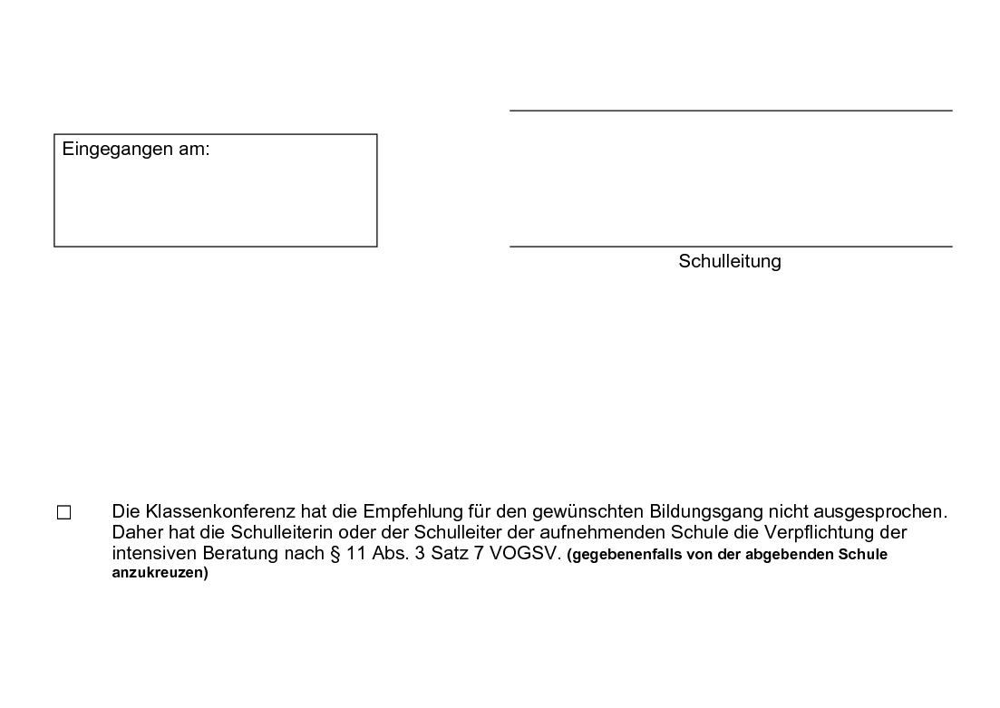 Eingegangen am:
Schulleitung
Die Klassenkonferenz hat die Empfehlung für den gewünschten Bildungsgang nicht ausgesprochen.
Daher hat die Schulleiterin oder der Schulleiter der aufnehmenden Schule die Verpflichtung der
intensiven Beratung nach § 11 Abs. 3 Satz 7 VOGSV. (gegebenenfalls von der abgebenden Schule
anzukreuzen)